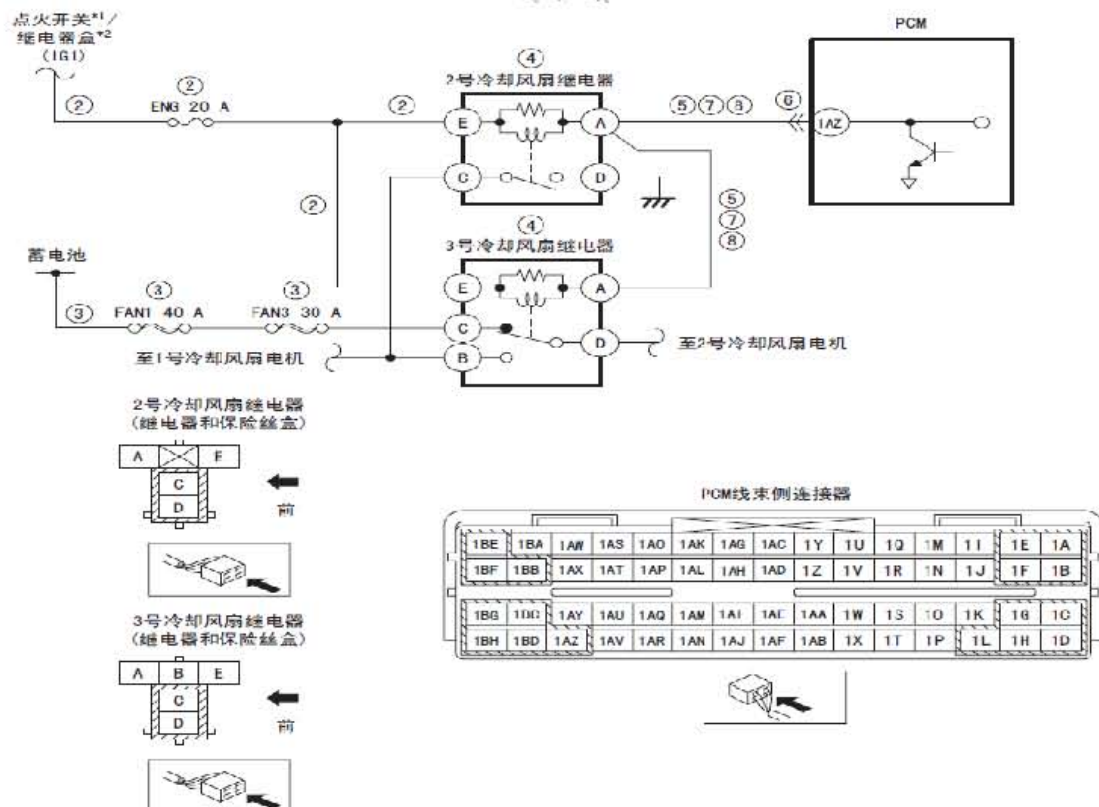 点火开关*1/
继电器盒*2
(IG1)
PCM
④
2号冷却风扇继电器
②
ENG 20 A
②
②
E
A
⑤⑦⑧
⑥
1AZ
C
D
②
⑤
⑦
⑧
④
3号冷却风扇继电器
蓄电池
③
FAN1 40 A
③
FAN3 30 A
③
E
A
C
D
B
至1号冷却风扇电机
至2号冷却风扇电机
2号冷却风扇继电器
(继电器和保险丝盒)
A E
C
D
前
3号冷却风扇继电器
(继电器和保险丝盒)
A B E
C
D
前
PCM线束侧连接器
1BE 1BA 1AW 1AS 1AO 1AK 1AG 1AC 1Y 1U 1Q 1M 1I 1E 1A
1BF 1BB 1AX 1AT 1AP 1AL 1AH 1AD 1Z 1V 1R 1N 1J 1F 1B
1BG 1BC 1AY 1AU 1AQ 1AM 1AI 1AE 1AA 1W 1S 1O 1K 1G 1C
1BH 1BD 1AZ 1AV 1AR 1AN 1AJ 1AF 1AB 1X 1T 1P 1L 1H 1D